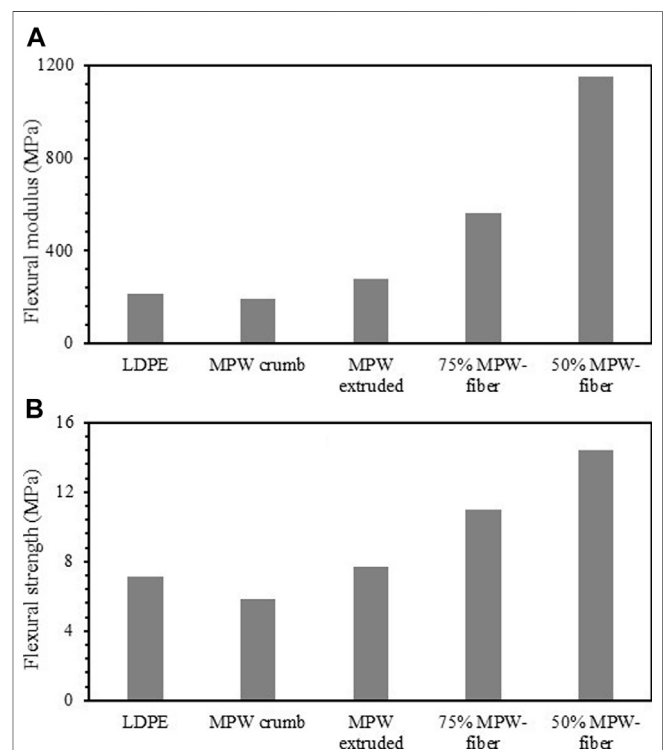 A
1200
800
400
0
Flexural modulus (MPa)
LDPE
MPW crumb
MPW
extruded
75% MPW-
fiber
50% MPW-
fiber
B
16
12
8
4
0
Flexural strength (MPa)
LDPE
MPW crumb
MPW
extruded
75% MPW-
fiber
50% MPW-
fiber